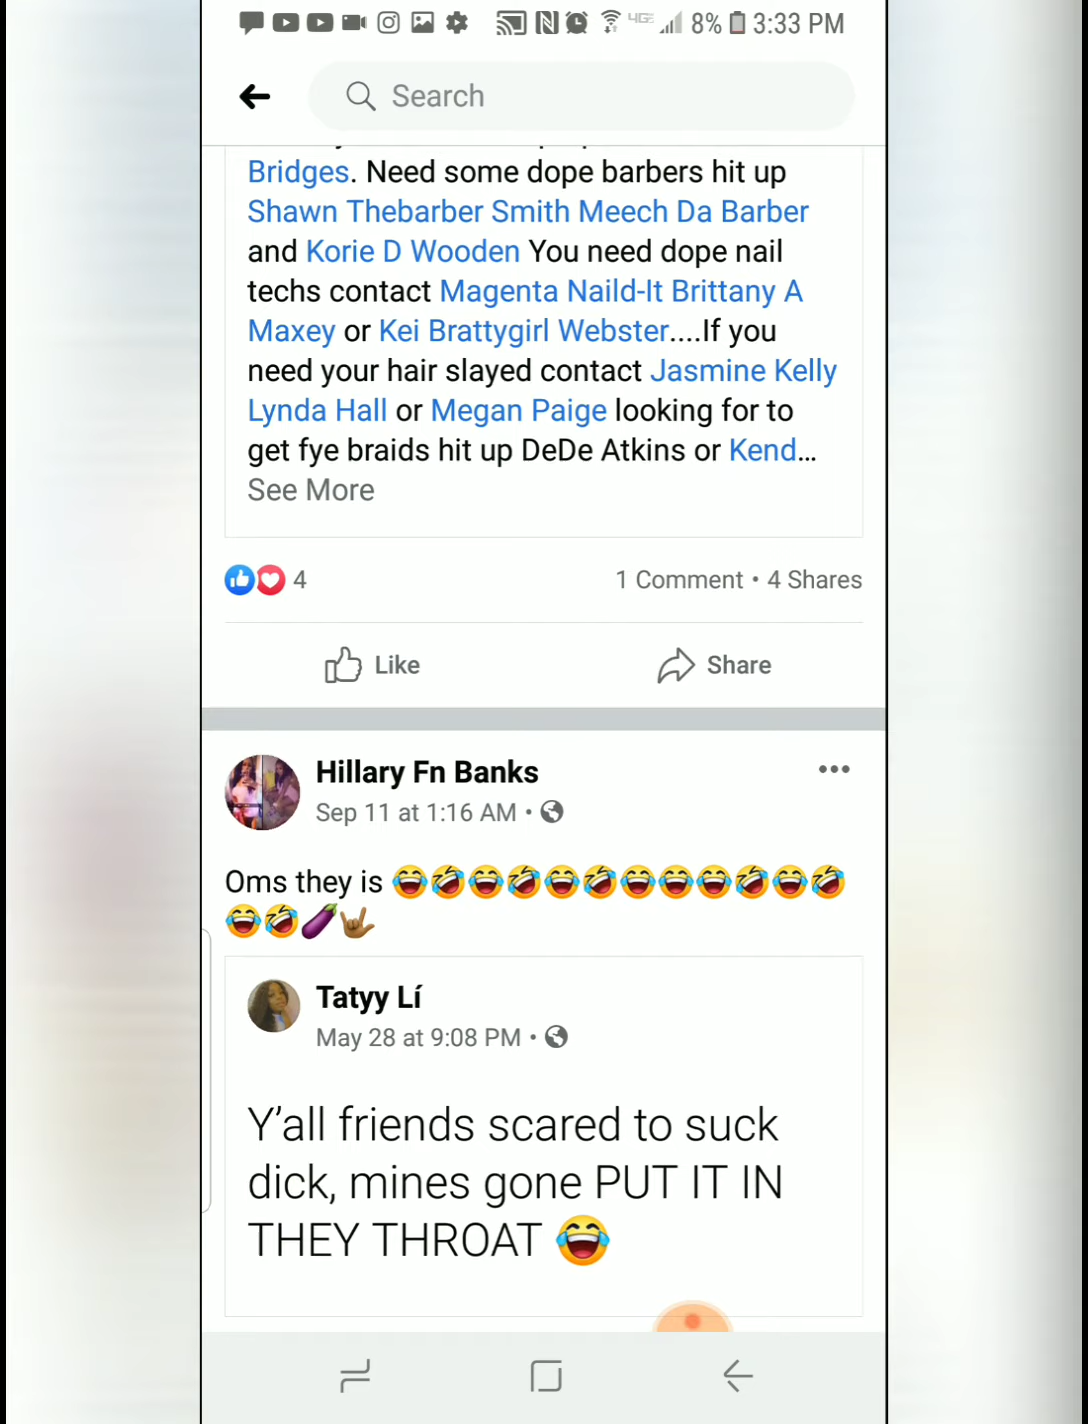 4GE 8% 3:33 PM
Search
Bridges. Need some dope barbers hit up
Shawn Thebarber Smith Meech Da Barber
and Korie D Wooden You need dope nail
techs contact Magenta Naild-It Brittany A
Maxey or Kei Brattygirl Webster....If you
need your hair slayed contact Jasmine Kelly
Lynda Hall or Megan Paige looking for to
get fye braids hit up DeDe Atkins or Kend...
See More
4 1 Comment • 4 Shares
Like Share
Hillary Fn Banks
Sep 11 at 1:16 AM •
Oms they is 😂🤣😂🤣😂🤣😂😂😂🤣😂🤣
😂🤣🍆🤟🏾
Tatyy Lí
May 28 at 9:08 PM •
Y'all friends scared to suck
dick, mines gone PUT IT IN
THEY THROAT 😂